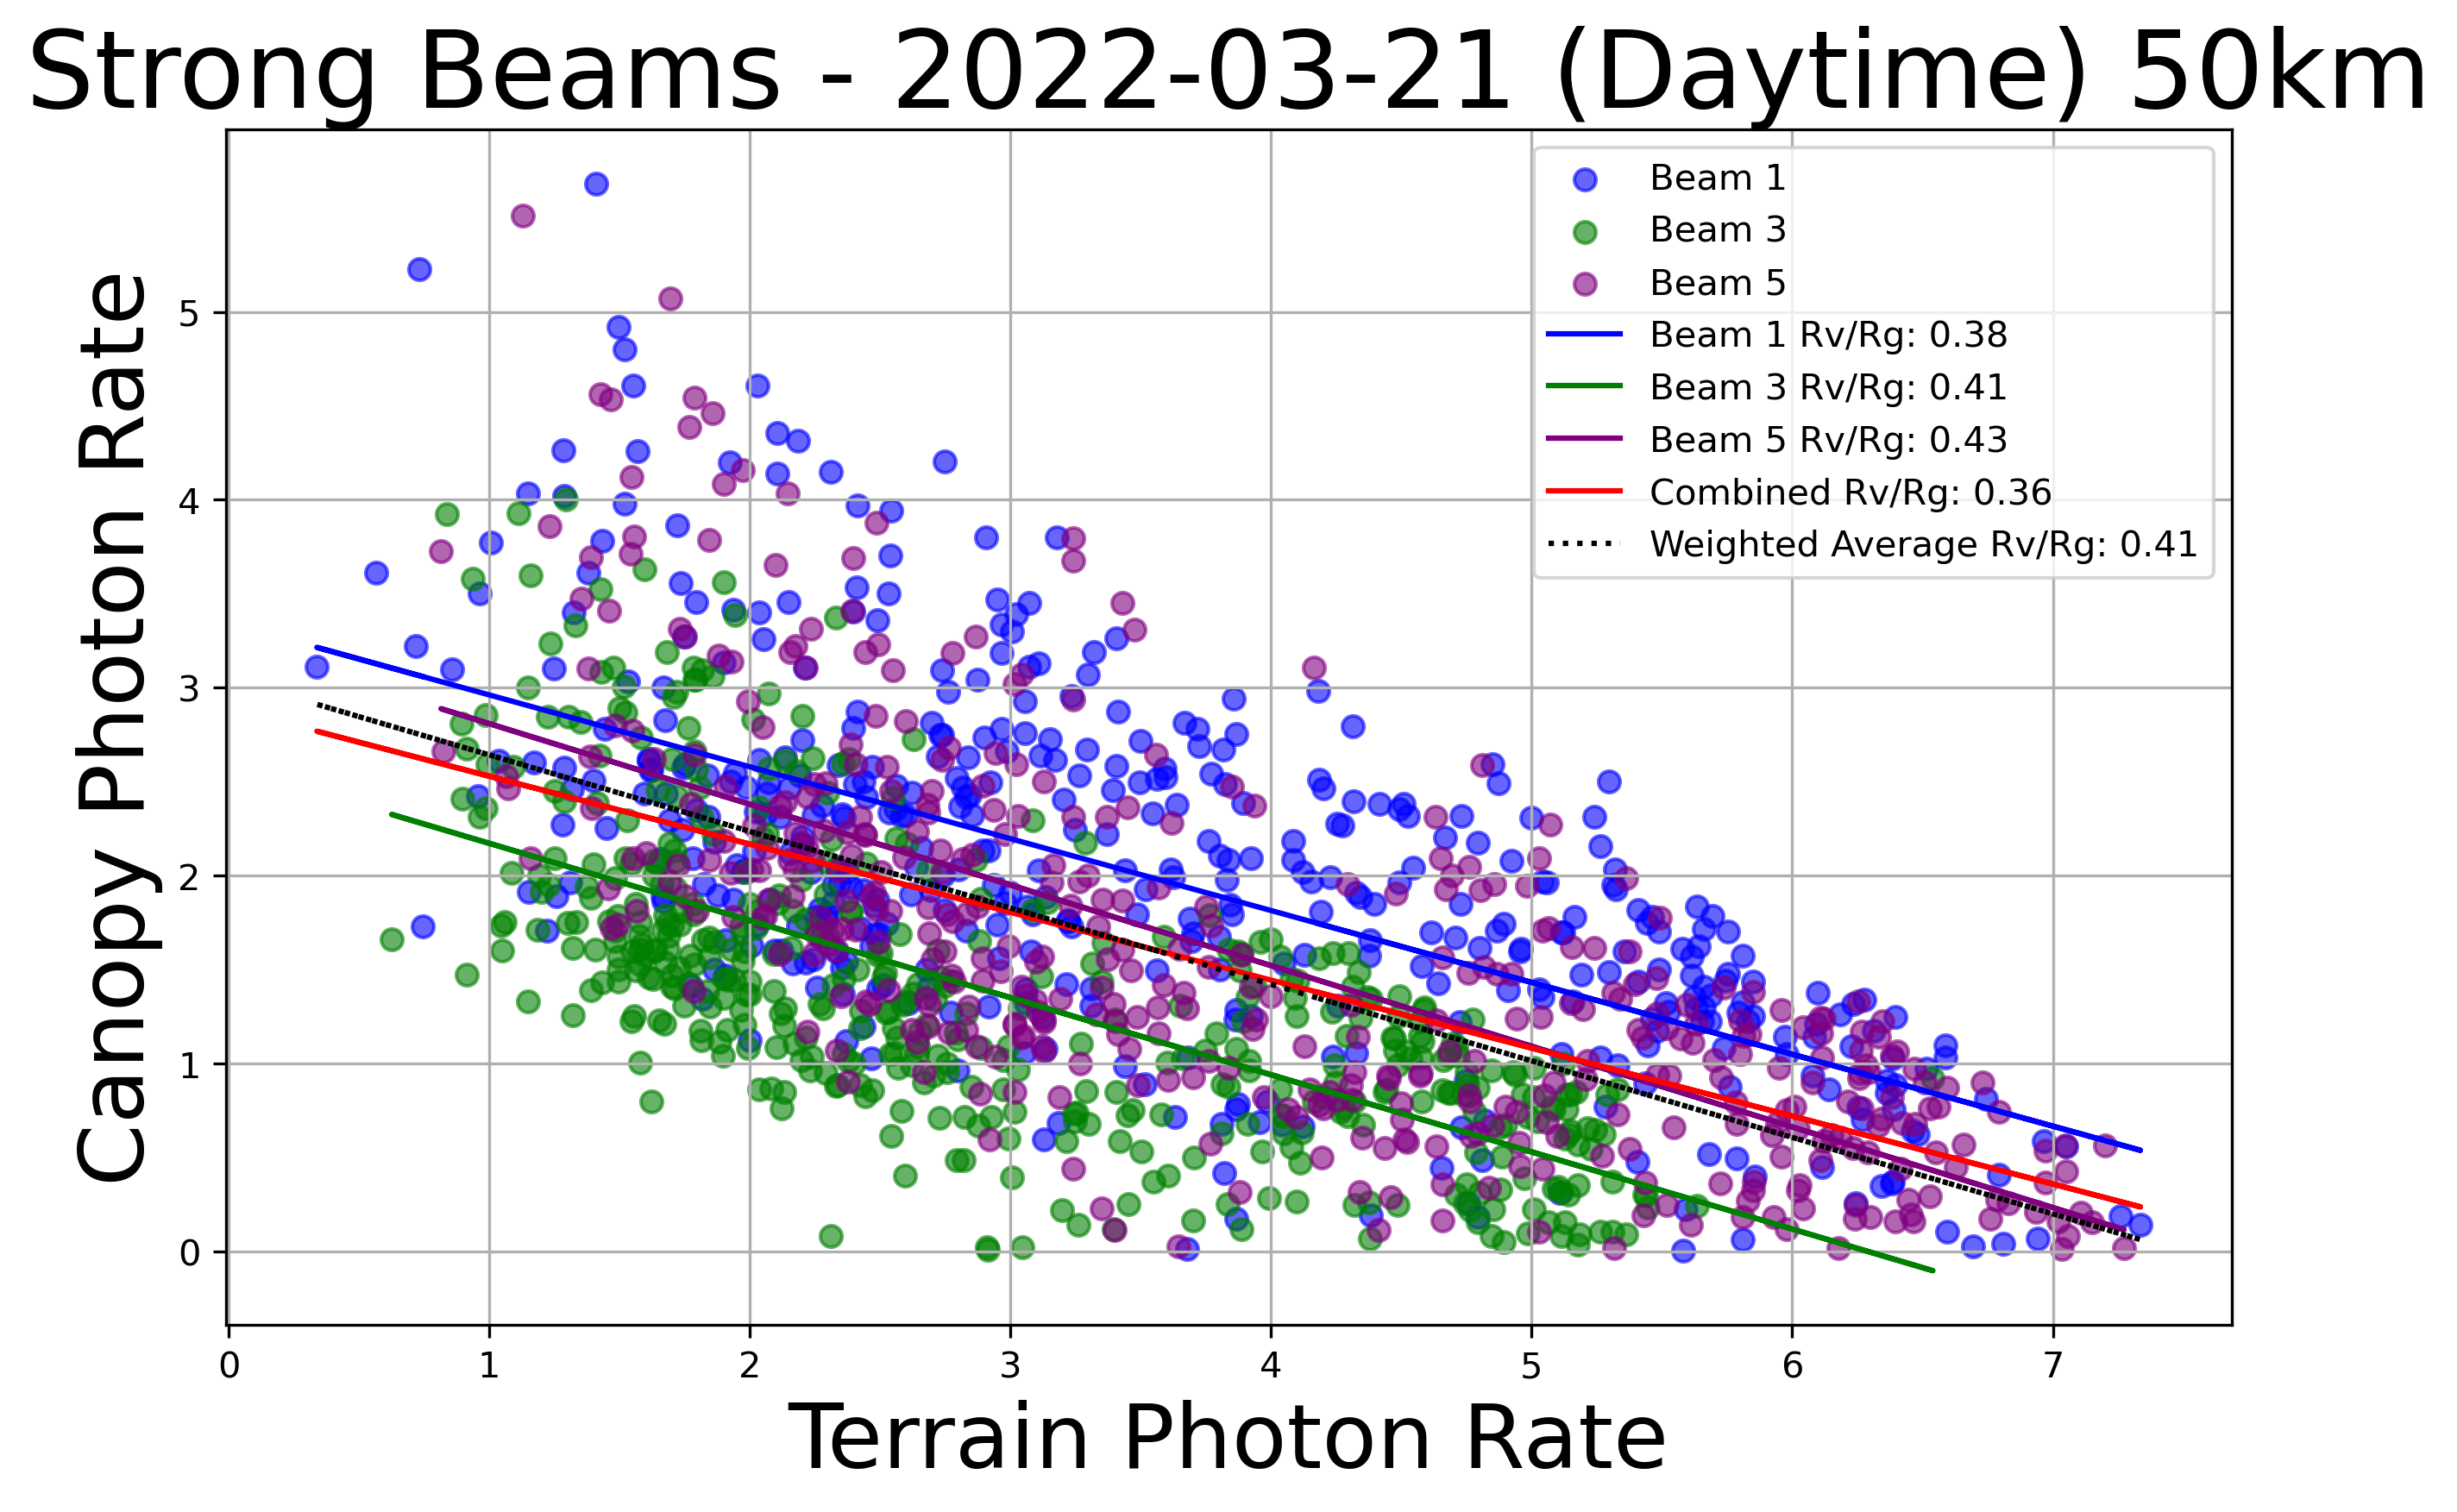 Strong Beams - 2022-03-21 (Daytime) 50km
Beam 1
Beam 3
Beam 5
Beam 1 Rv/Rg: 0.38
Beam 3 Rv/Rg: 0.41
Beam 5 Rv/Rg: 0.43
Combined Rv/Rg: 0.36
Weighted Average Rv/Rg: 0.41
Canopy Photon Rate
5
4
3
2
1
0
0 1 2 3 4 5 6 7
Terrain Photon Rate